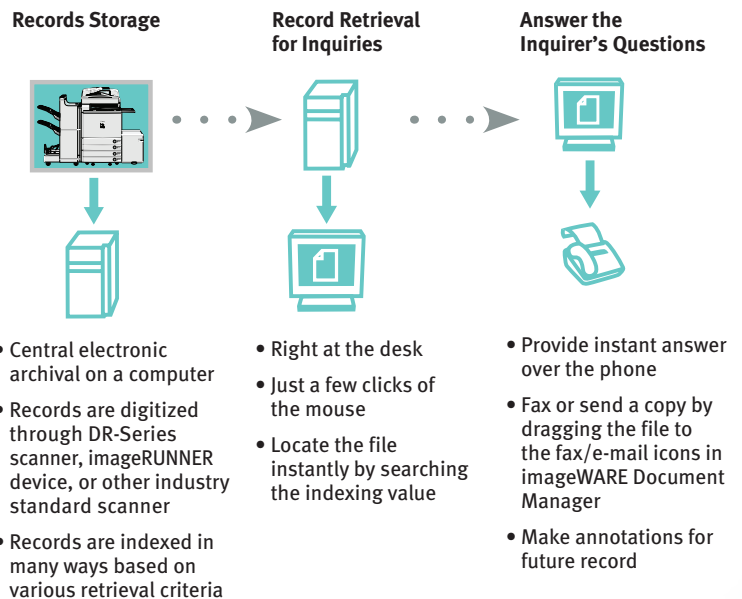 Records Storage
Record Retrieval
for Inquiries
Answer the
Inquirer's Questions
• Central electronic
archival on a computer
• Records are digitized
through DR-Series
scanner, imageRUNNER
device, or other industry
standard scanner
• Records are indexed in
many ways based on
various retrieval criteria
• Right at the desk
• Just a few clicks of
the mouse
• Locate the file
instantly by searching
the indexing value
• Provide instant answer
over the phone
• Fax or send a copy by
dragging the file to
the fax/e-mail icons in
imageWARE Document
Manager
• Make annotations for
future record